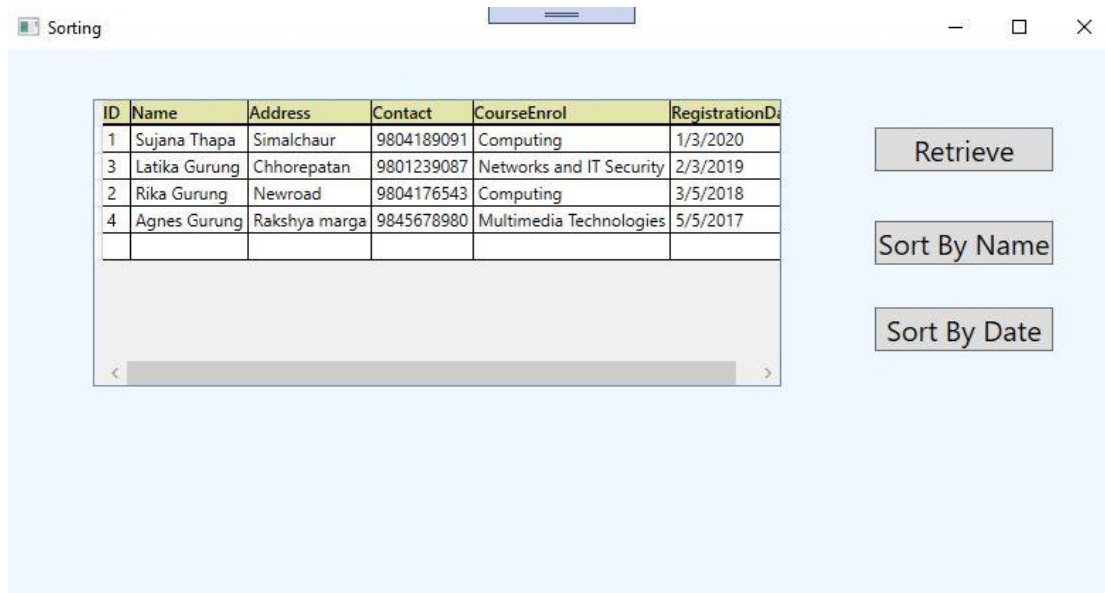 Sorting
ID Name Address Contact CourseEnrol RegistrationDa
1 Sujana Thapa Simalchaur 9804189091 Computing 1/3/2020
3 Latika Gurung Chhorepatan 9801239087 Networks and IT Security 2/3/2019
2 Rika Gurung Newroad 9804176543 Computing 3/5/2018
4 Agnes Gurung Rakshya marga 9845678980 Multimedia Technologies 5/5/2017
Retrieve
Sort By Name
Sort By Date